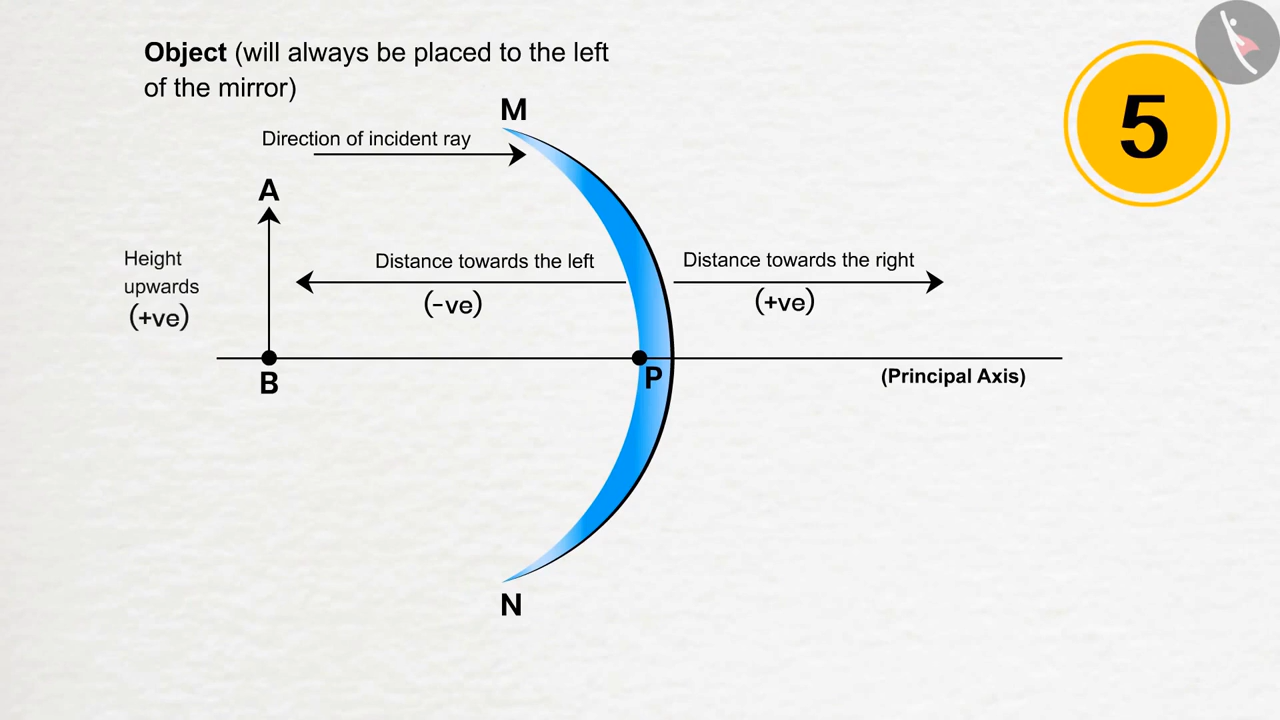 Object (will always be placed to the left
of the mirror)
5
M
Direction of incident ray
A
Height
upwards
(+ve)
Distance towards the left
(-ve)
Distance towards the right
(+ve)
B
P
(Principal Axis)
N